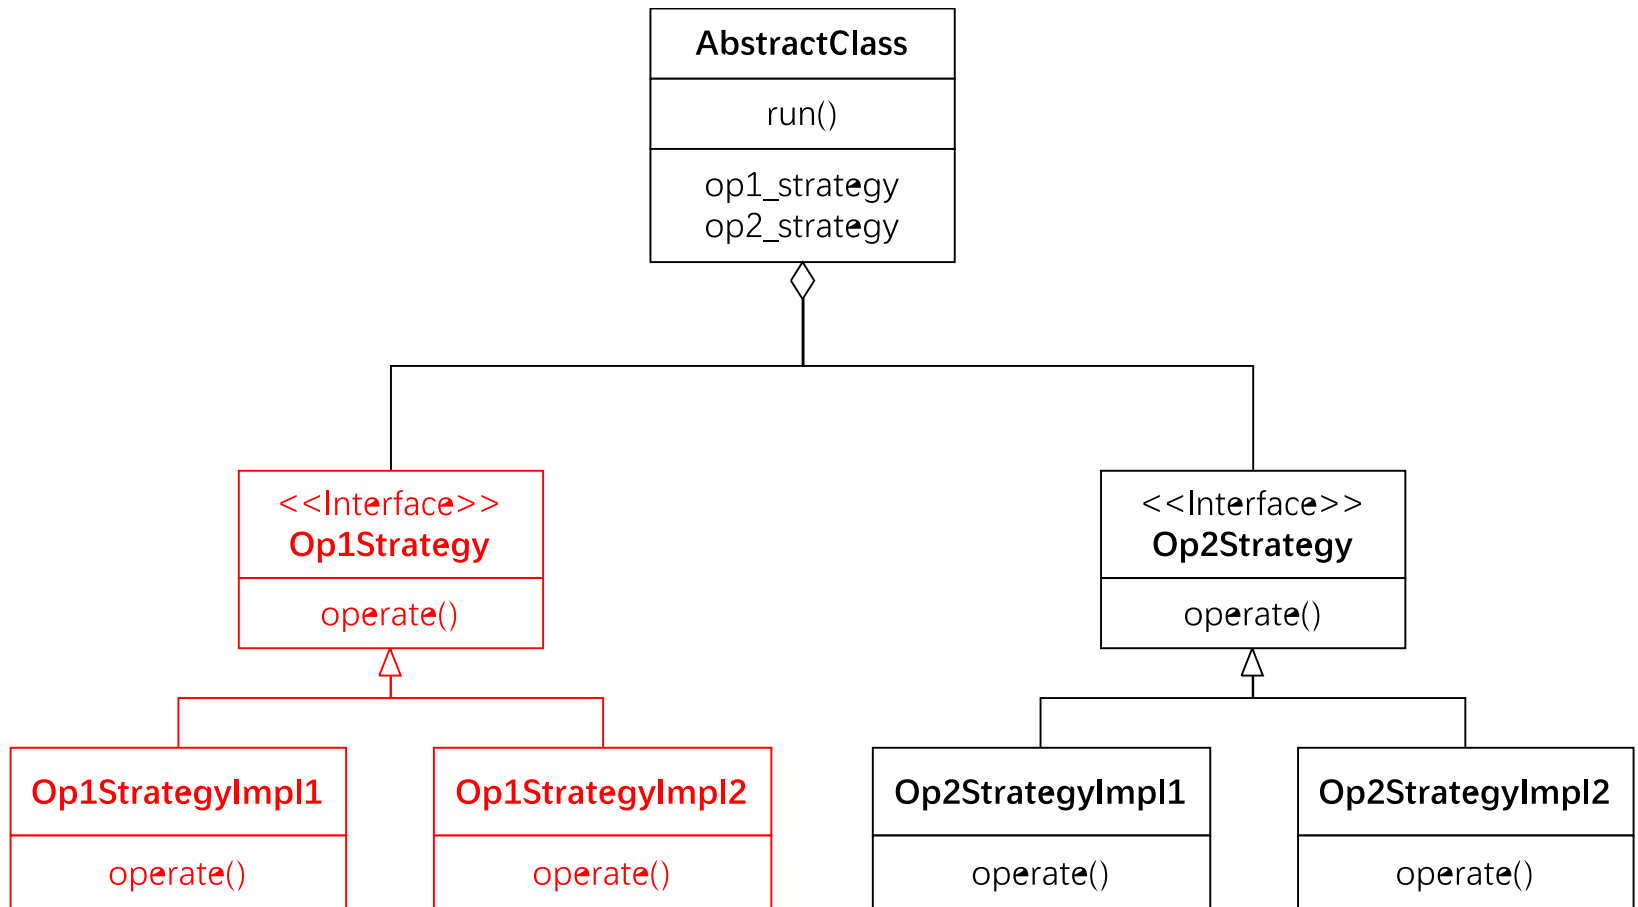 AbstractClass
run()
op1_strategy
op2_strategy
<<Interface>>
Op1Strategy
operate()
<<Interface>>
Op2Strategy
operate()
Op1StrategyImpl1
operate()
Op1StrategyImpl2
operate()
Op2StrategyImpl1
operate()
Op2StrategyImpl2
operate()